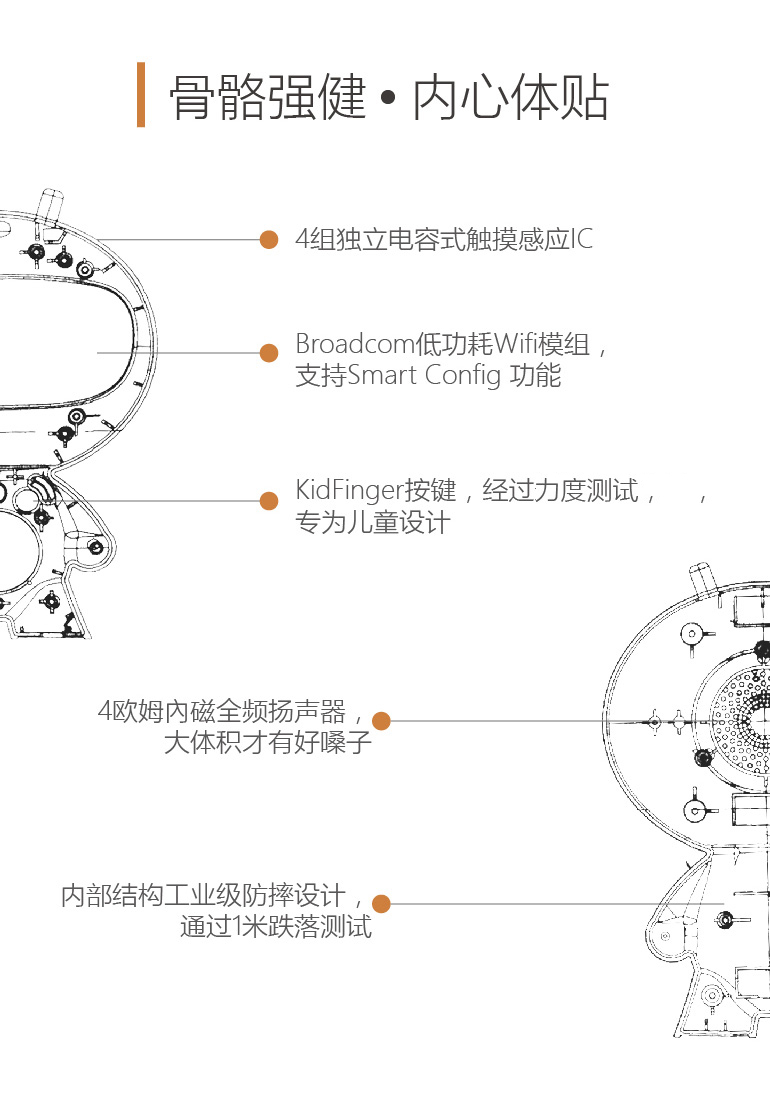 骨骼强健•内心体贴
4组独立电容式触摸感应IC
Broadcom低功耗Wifi模组，
支持Smart Config 功能
KidFinger按键，经过力度测试，　，
专为儿童设计
4欧姆內磁全频扬声器，
大体积才有好嗓子
内部结构工业级防摔设计，
通过1米跌落测试